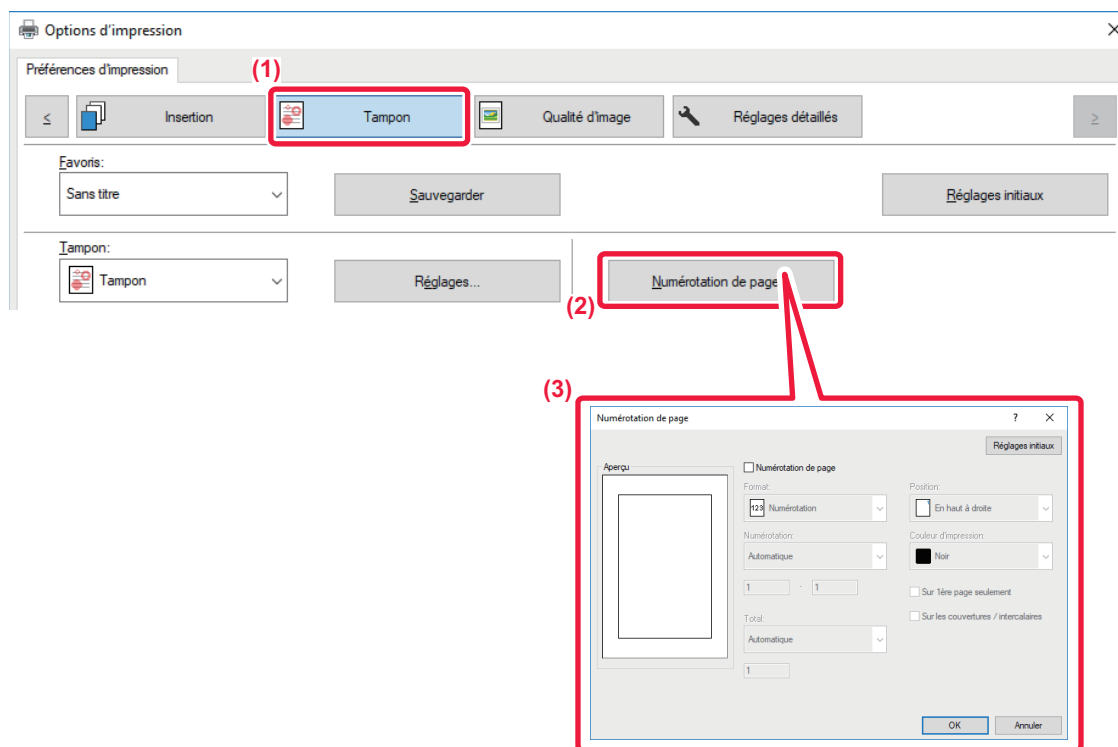 Options d'impression
Préférences d'impression
(1)
< Insertion Tampon Qualité d'image Réglages détaillés >
Favoris:
Sans titre Sauvegarder Réglages initiaux
Tampon:
Tampon Réglages... Numérotation de page
(2)
(3)
Numérotation de page ?
Réglages initiaux
Aperçu Numérotation de page
Format: Position:
123 Numérotation En haut à droite
Numérotation: Couleur d'impression:
Automatique Noir
1 - 1 Sur 1ère page seulement
Total: Sur les couvertures / intercalaires
Automatique
1
OK Annuler